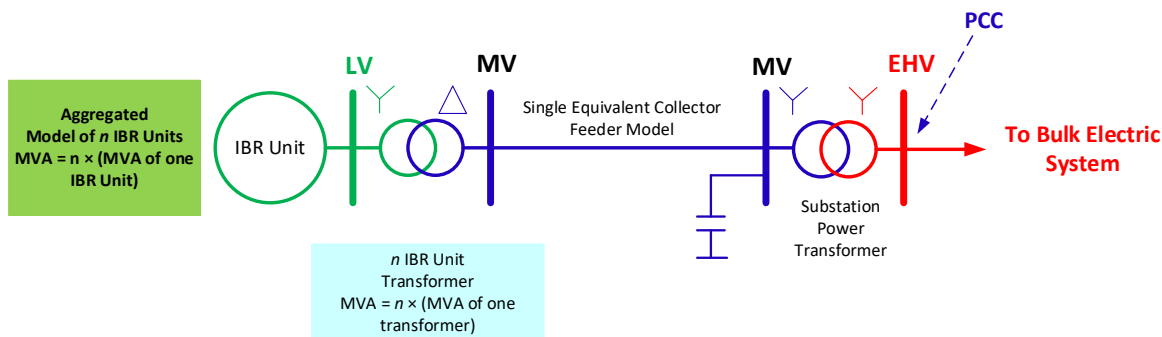 PCC
LV
MV
MV
EHV
Aggregated
Model of n IBR Units
MVA = n × (MVA of one
IBR Unit)
IBR Unit
Single Equivalent Collector
Feeder Model
To Bulk Electric
System
Substation
Power
Transformer
n IBR Unit
Transformer
MVA = n × (MVA of one
transformer)